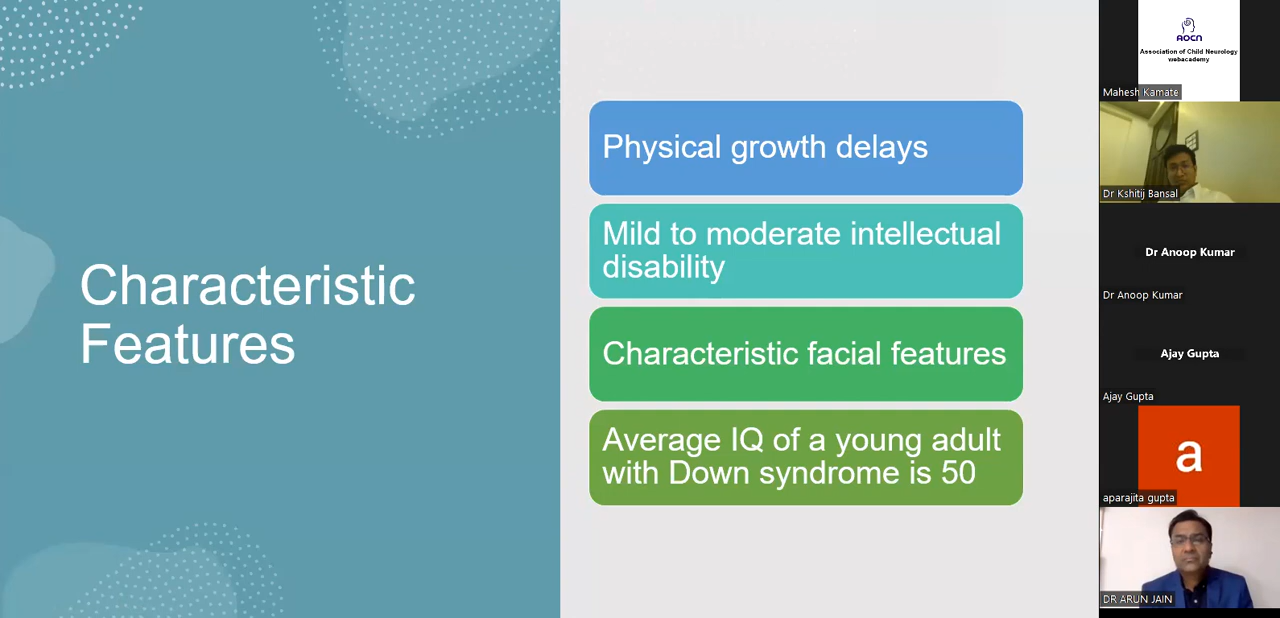 Characteristic
Features
Physical growth delays
Mild to moderate intellectual
disability
Characteristic facial features
Average IQ of a young adult
with Down syndrome is 50
AOCN
Association of Child Neurology
webacademy
Mahesh Kamate
Dr Kshitij Bansal
Dr Anoop Kumar
Dr Anoop Kumar
Ajay Gupta
Ajay Gupta
a
aparajita gupta
DR ARUN JAIN